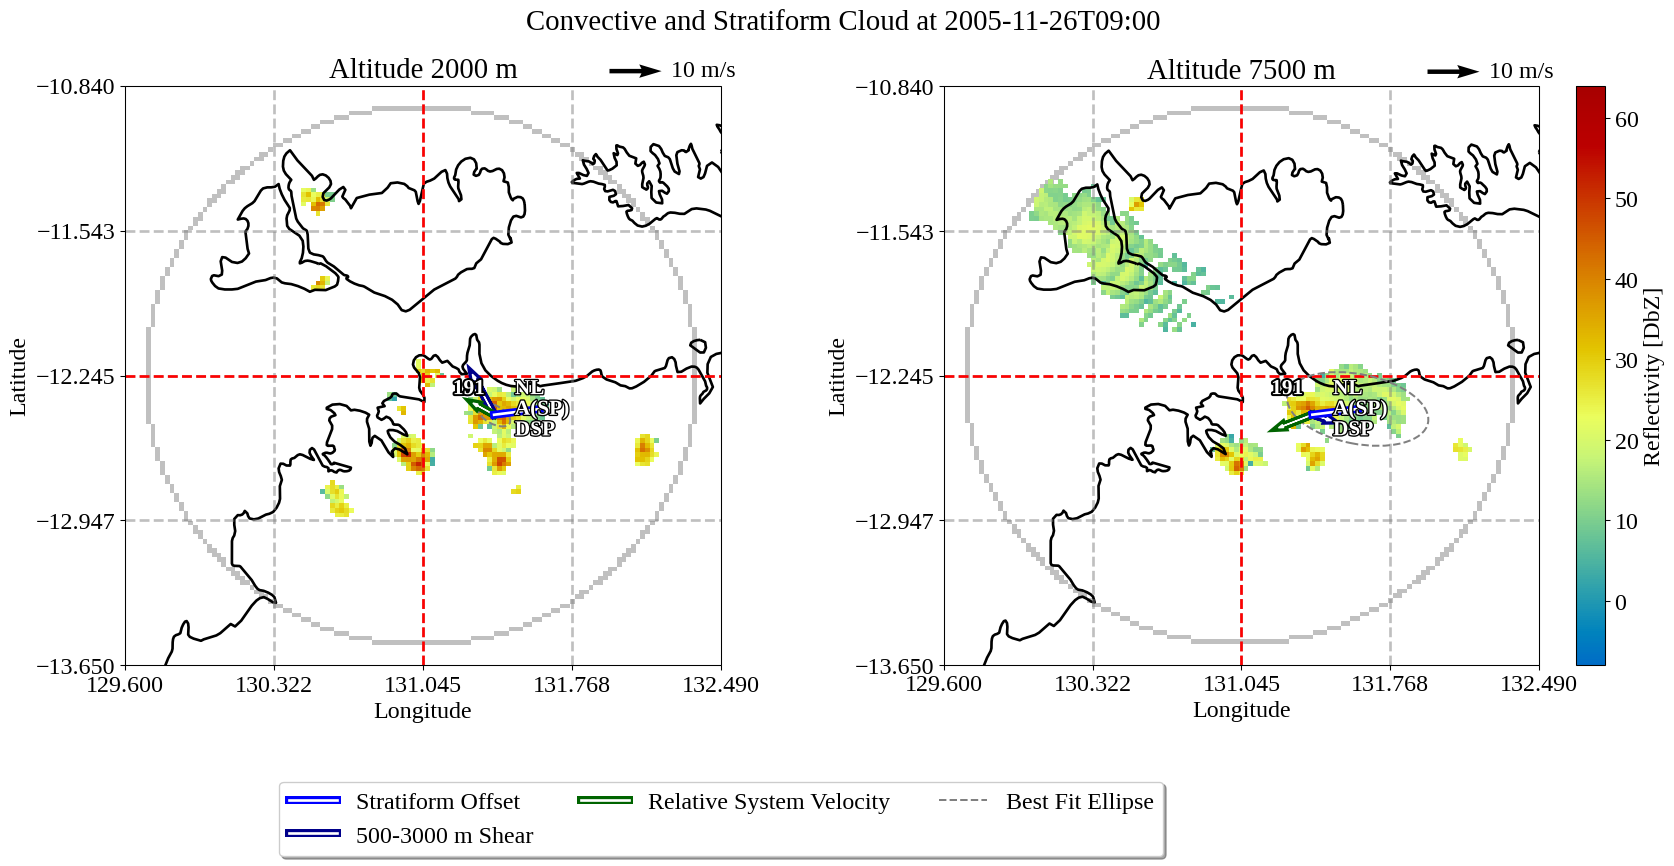 Convective and Stratiform Cloud at 2005-11-26T09:00
Altitude 2000 m
10 m/s
−10.840
−11.543
−12.245
−12.947
−13.650
Latitude
129.600
130.322
131.045
131.768
132.490
Longitude
191
NL
A(SP)
DSP
Altitude 7500 m
10 m/s
−10.840
−11.543
−12.245
−12.947
−13.650
Latitude
129.600
130.322
131.045
131.768
132.490
Longitude
191
NL
A(SP)
DSP
60
50
40
30
20
10
0
Reflectivity [DbZ]
Stratiform Offset
500-3000 m Shear
Relative System Velocity
Best Fit Ellipse